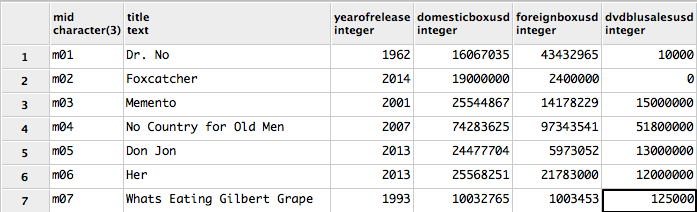 mid title yearofrelease domesticboxusd foreignboxusd dvdblusalesusd
character(3) text integer integer integer integer
1 m01 Dr. No 1962 16067035 43432965 10000
2 m02 Foxcatcher 2014 19000000 2400000 0
3 m03 Memento 2001 25544867 14178229 15000000
4 m04 No Country for Old Men 2007 74283625 97343541 51800000
5 m05 Don Jon 2013 24477704 5973052 13000000
6 m06 Her 2013 25568251 21783000 12000000
7 m07 Whats Eating Gilbert Grape 1993 10032765 1003453 125000